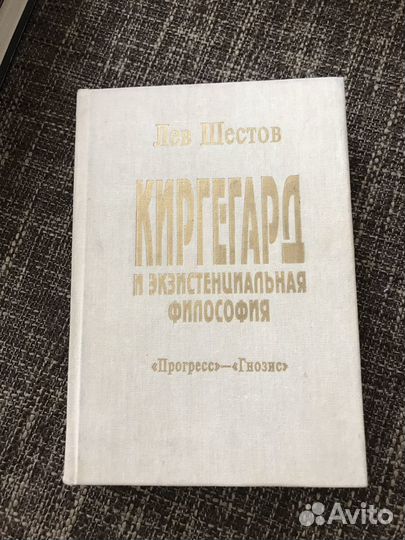 Лев Шестов
КИРГЕГАРД
И ЭКЗИСТЕНЦИАЛЬНАЯ
ФИЛОСОФИЯ
«Прогресс»—«Гнозис»
Avito